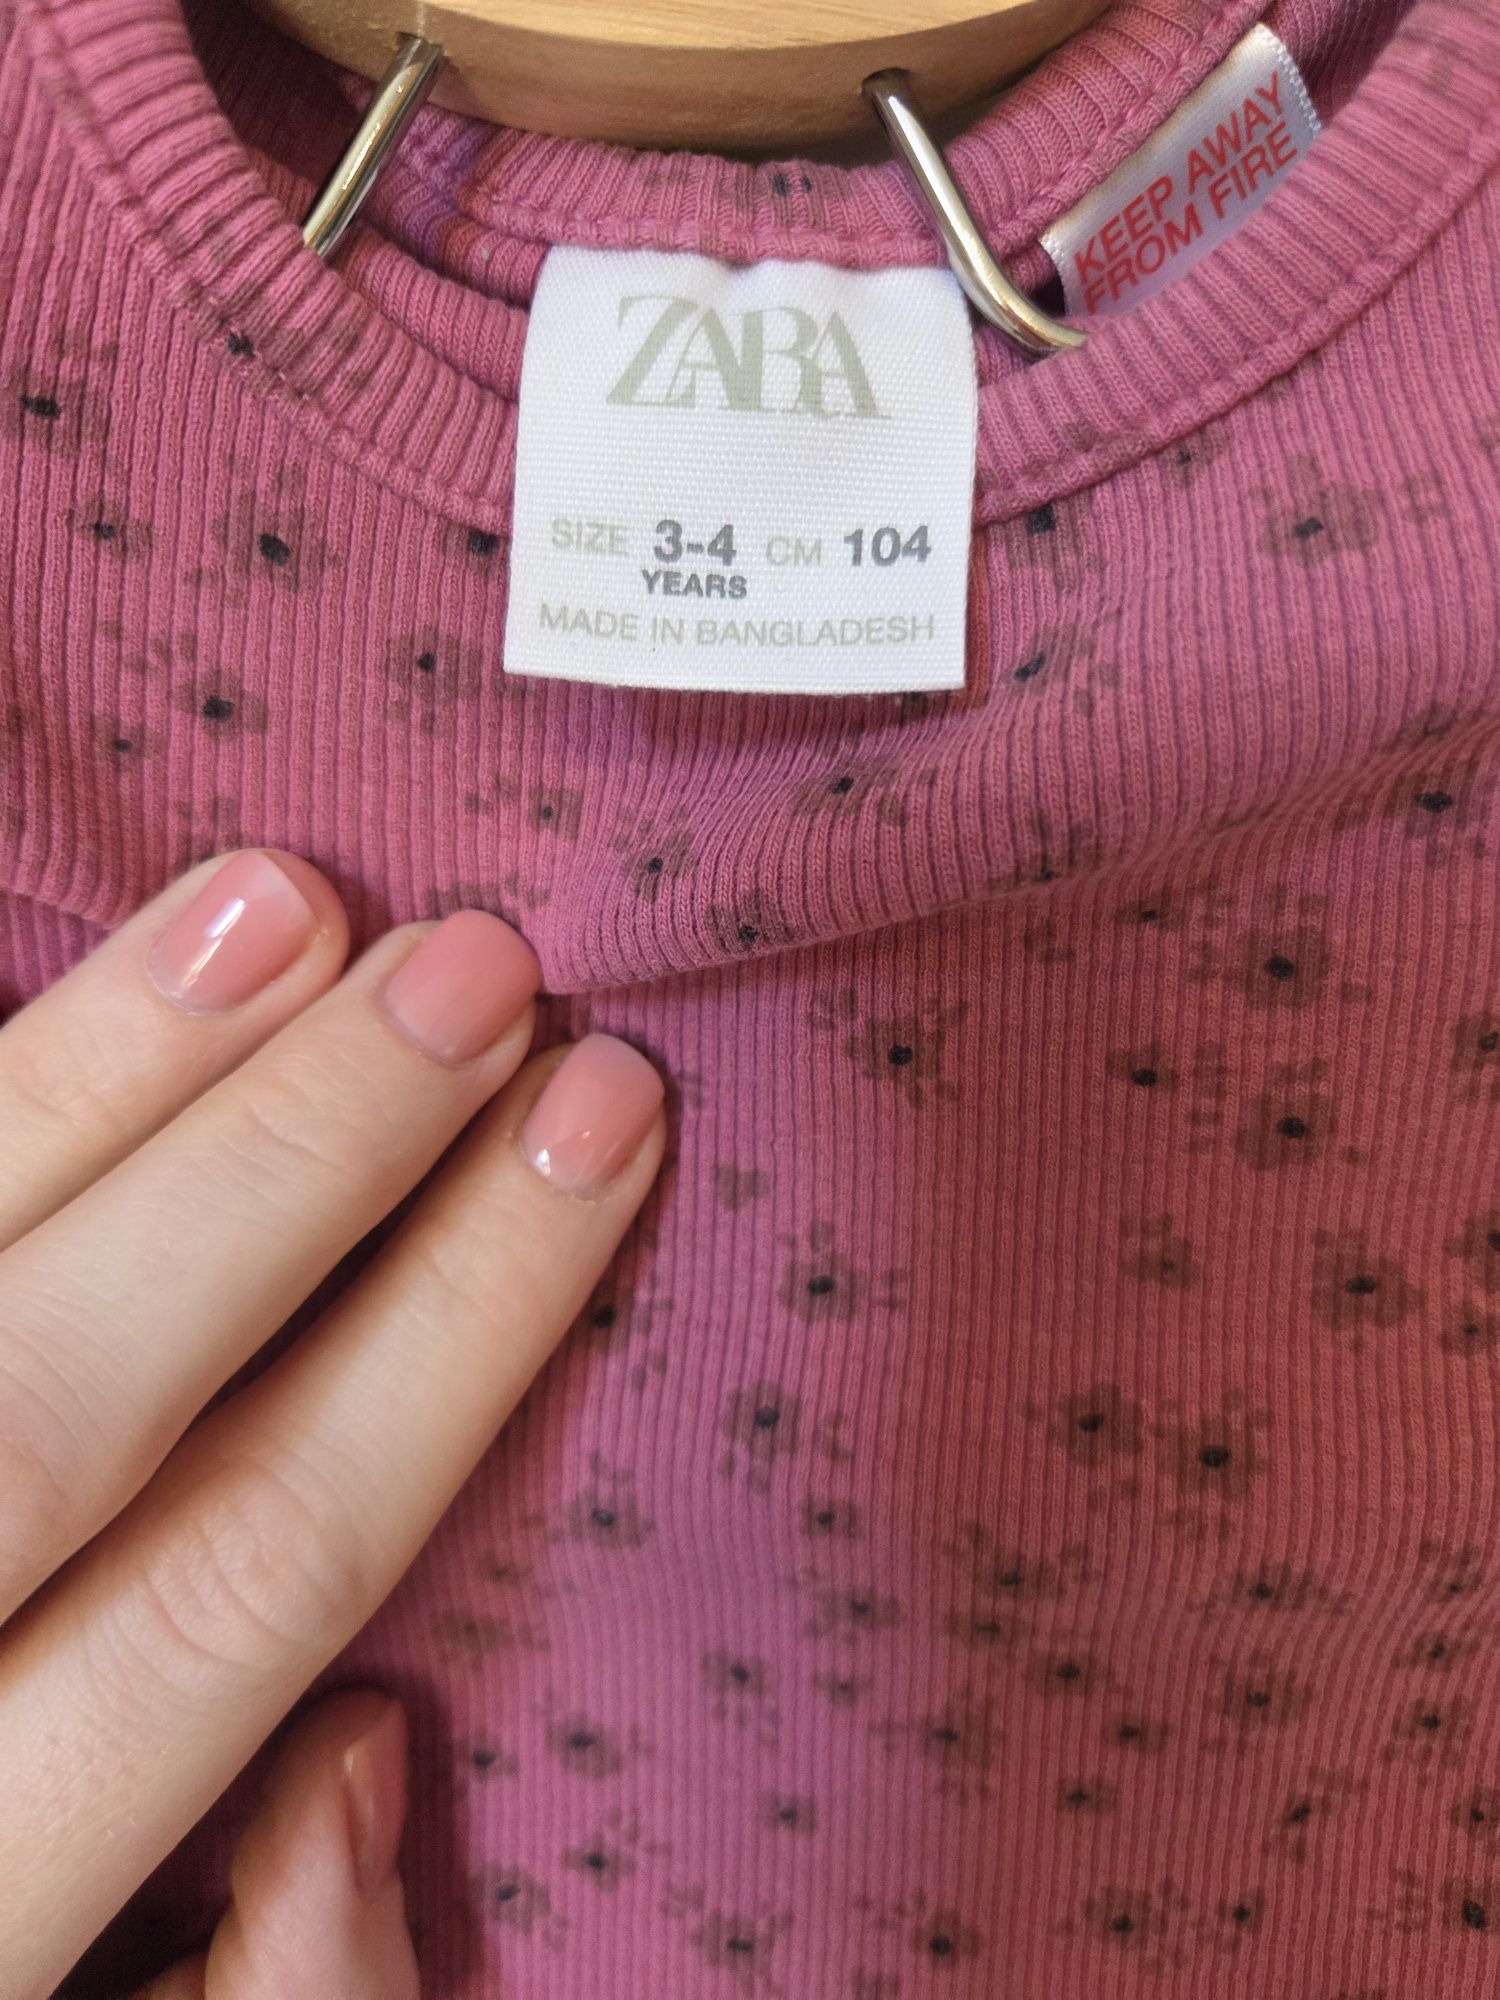 KEEP AWAY
FROM FIRE
ZARA
SIZE 3-4 CM 104
YEARS
MADE IN BANGLADESH